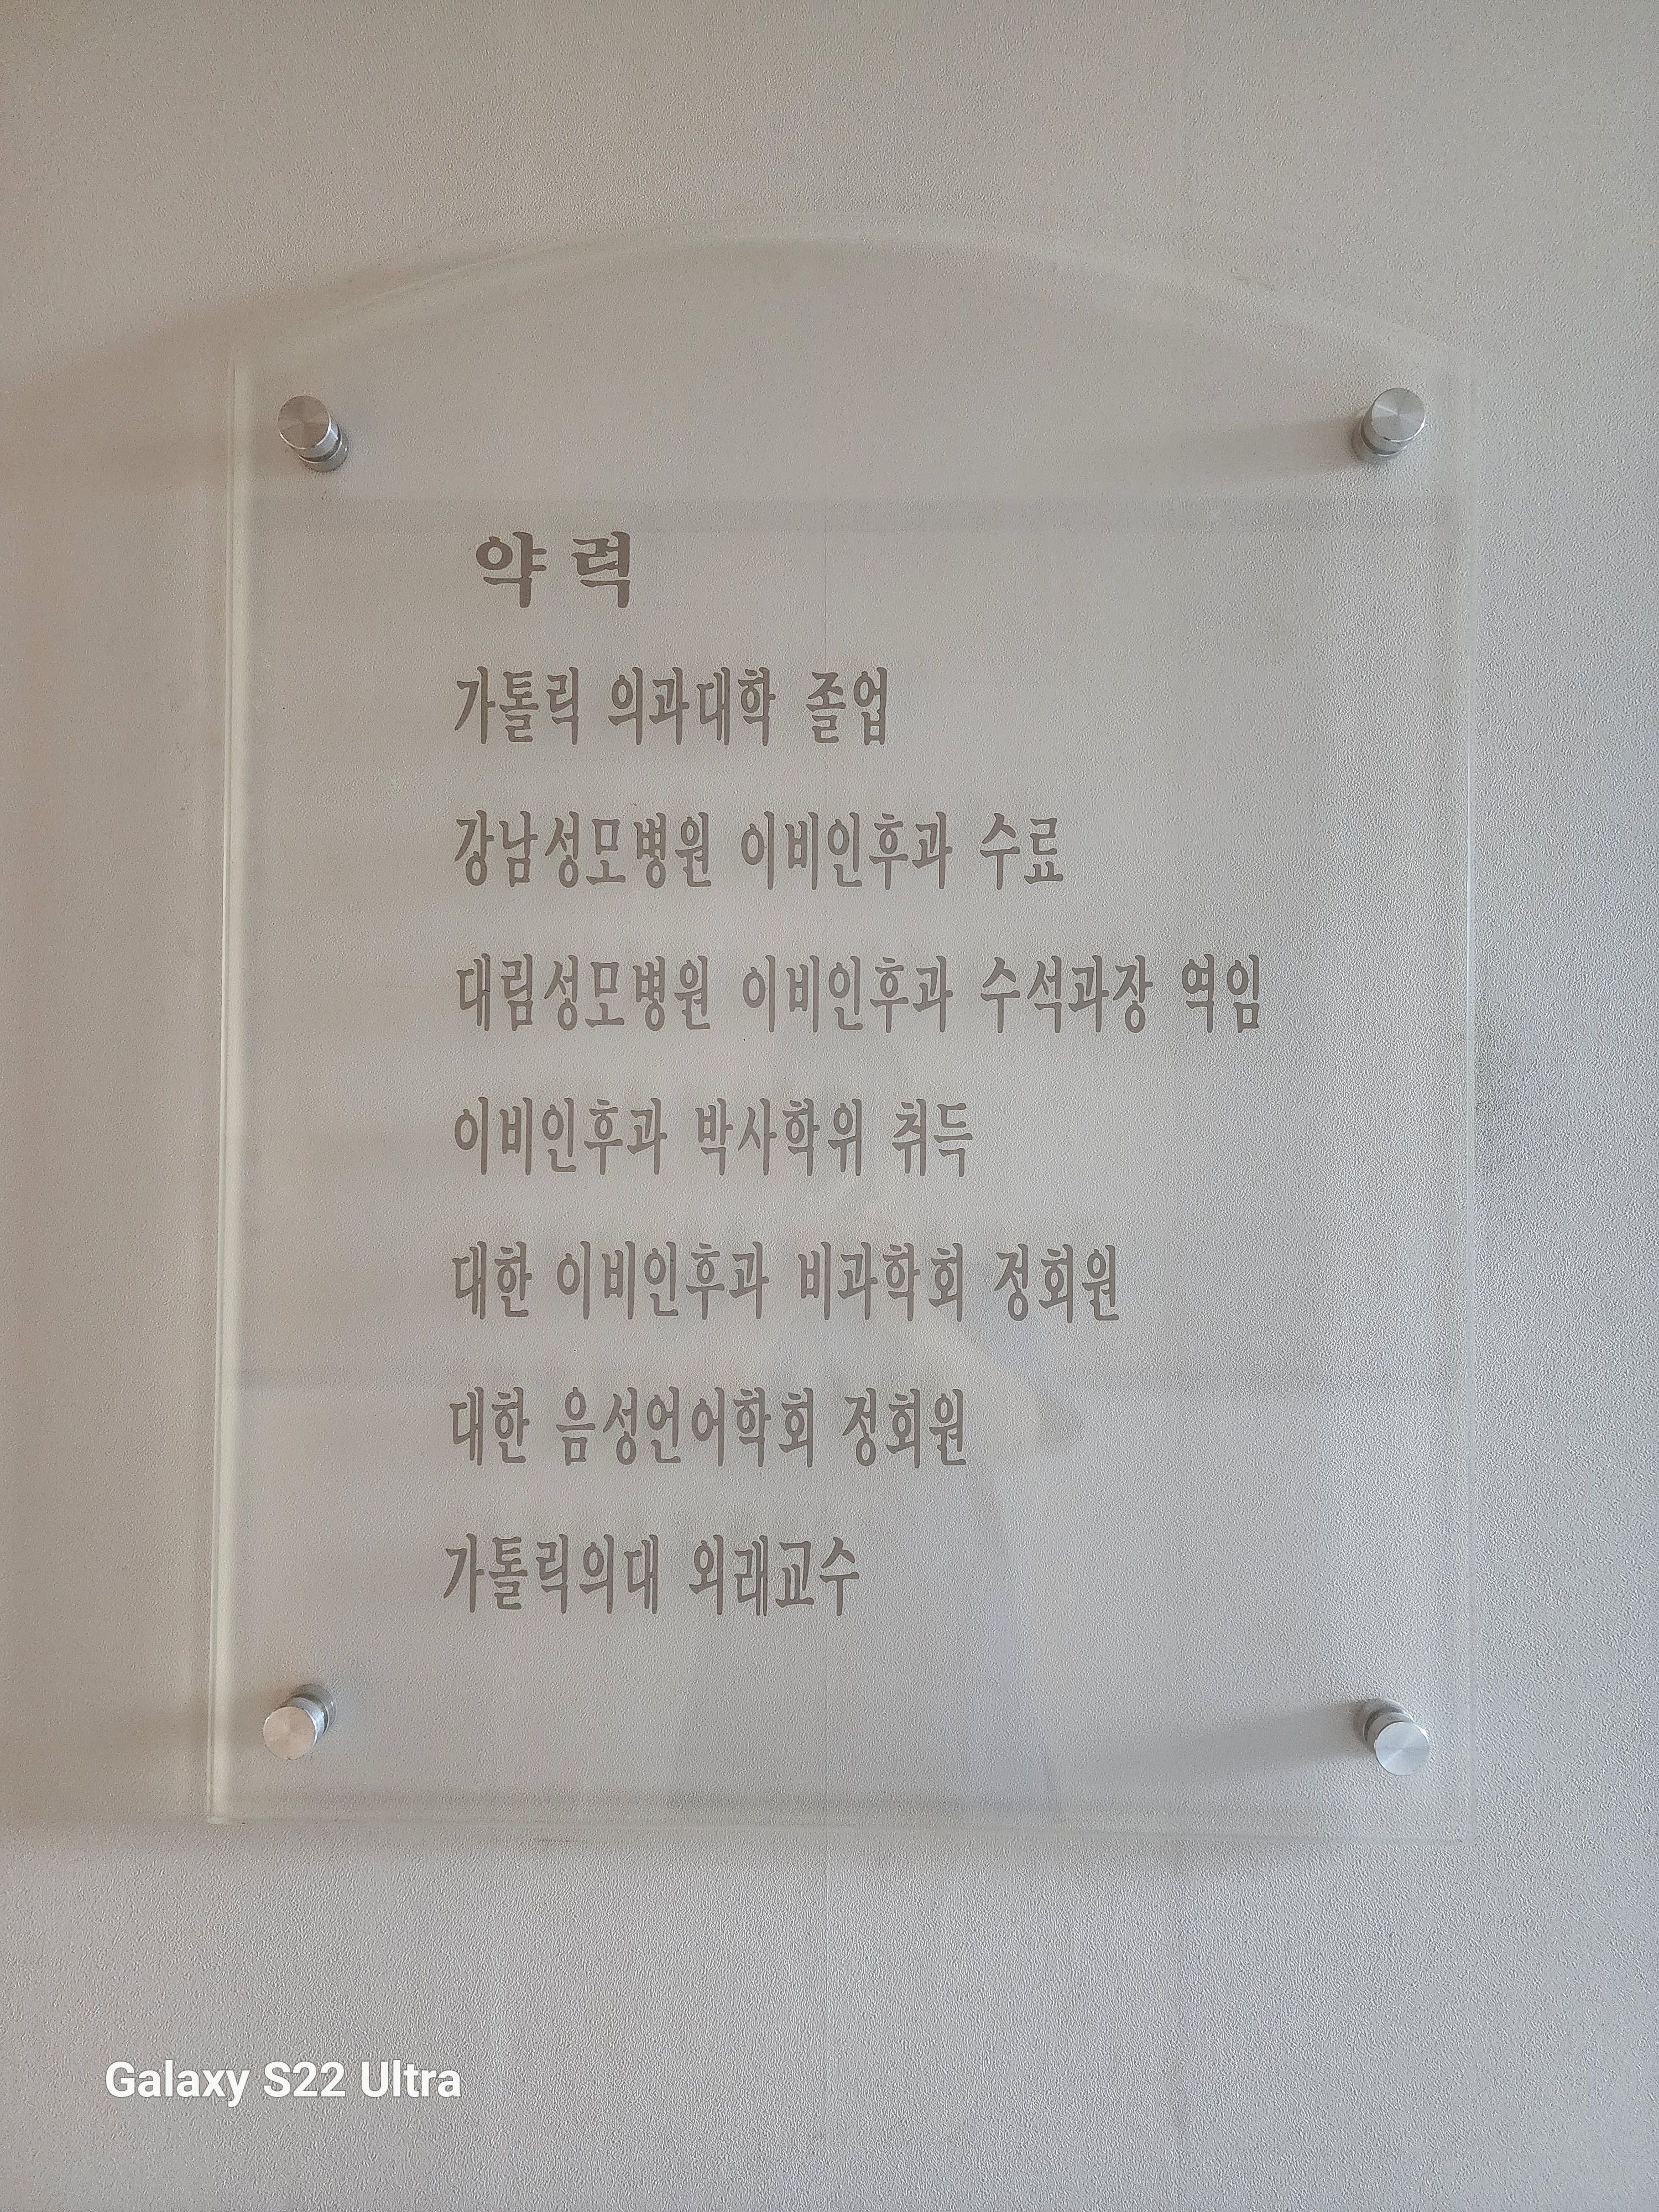 약 력
가톨릭 의과대학 졸업
강남성모병원 이비인후과 수료
대림성모병원 이비인후과 수석과장 역임
이비인후과 박사학위 취득
대한 이비인후과 비과학회 정회원
대한 음성언어학회 정회원
가톨릭의대 외래교수
Galaxy S22 Ultra